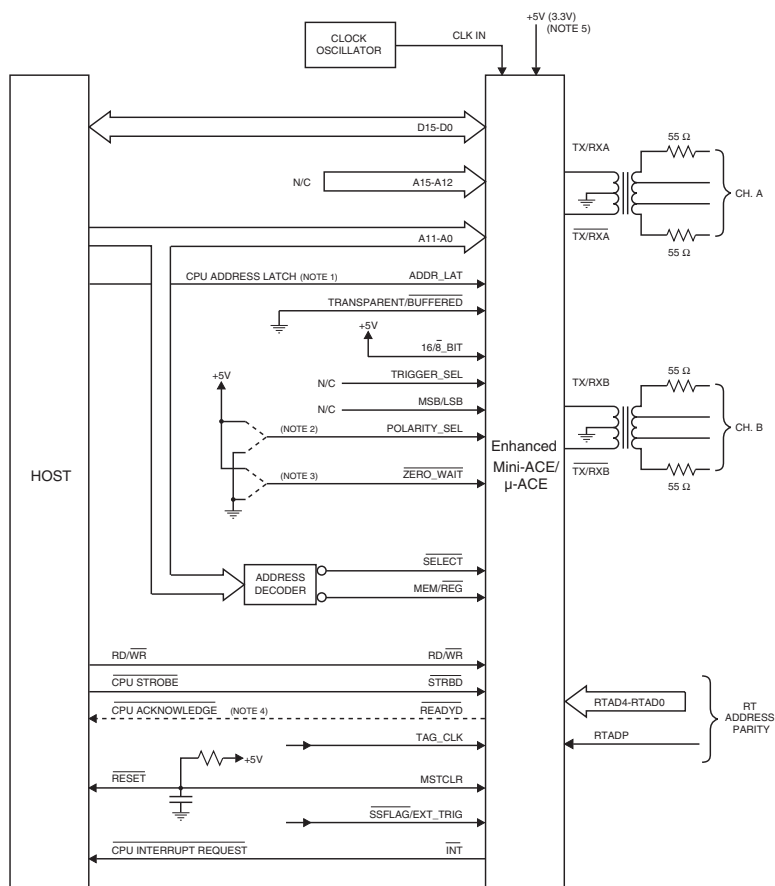 +5V (3.3V)
(NOTE 5)
CLOCK
OSCILLATOR
CLK IN
HOST
D15-D0
N/C
A15-A12
A11-A0
CPU ADDRESS LATCH (NOTE 1)
ADDR_LAT
TRANSPARENT/BUFFERED
+5V
16/8_BIT
+5V
N/C
TRIGGER_SEL
N/C
MSB/LSB
(NOTE 2)
POLARITY_SEL
(NOTE 3)
ZERO_WAIT
ADDRESS
DECODER
SELECT
MEM/REG
RD/WR
RD/WR
CPU STROBE
STRBD
CPU ACKNOWLEDGE (NOTE 4)
READYD
TAG_CLK
+5V
RESET
MSTCLR
SSFLAG/EXT_TRIG
CPU INTERRUPT REQUEST
INT
Enhanced
Mini-ACE/
µ-ACE
TX/RXA
55 Ω
CH. A
TX/RXA
55 Ω
TX/RXB
55 Ω
CH. B
TX/RXB
55 Ω
RTAD4-RTAD0
RTADP
RT
ADDRESS
PARITY